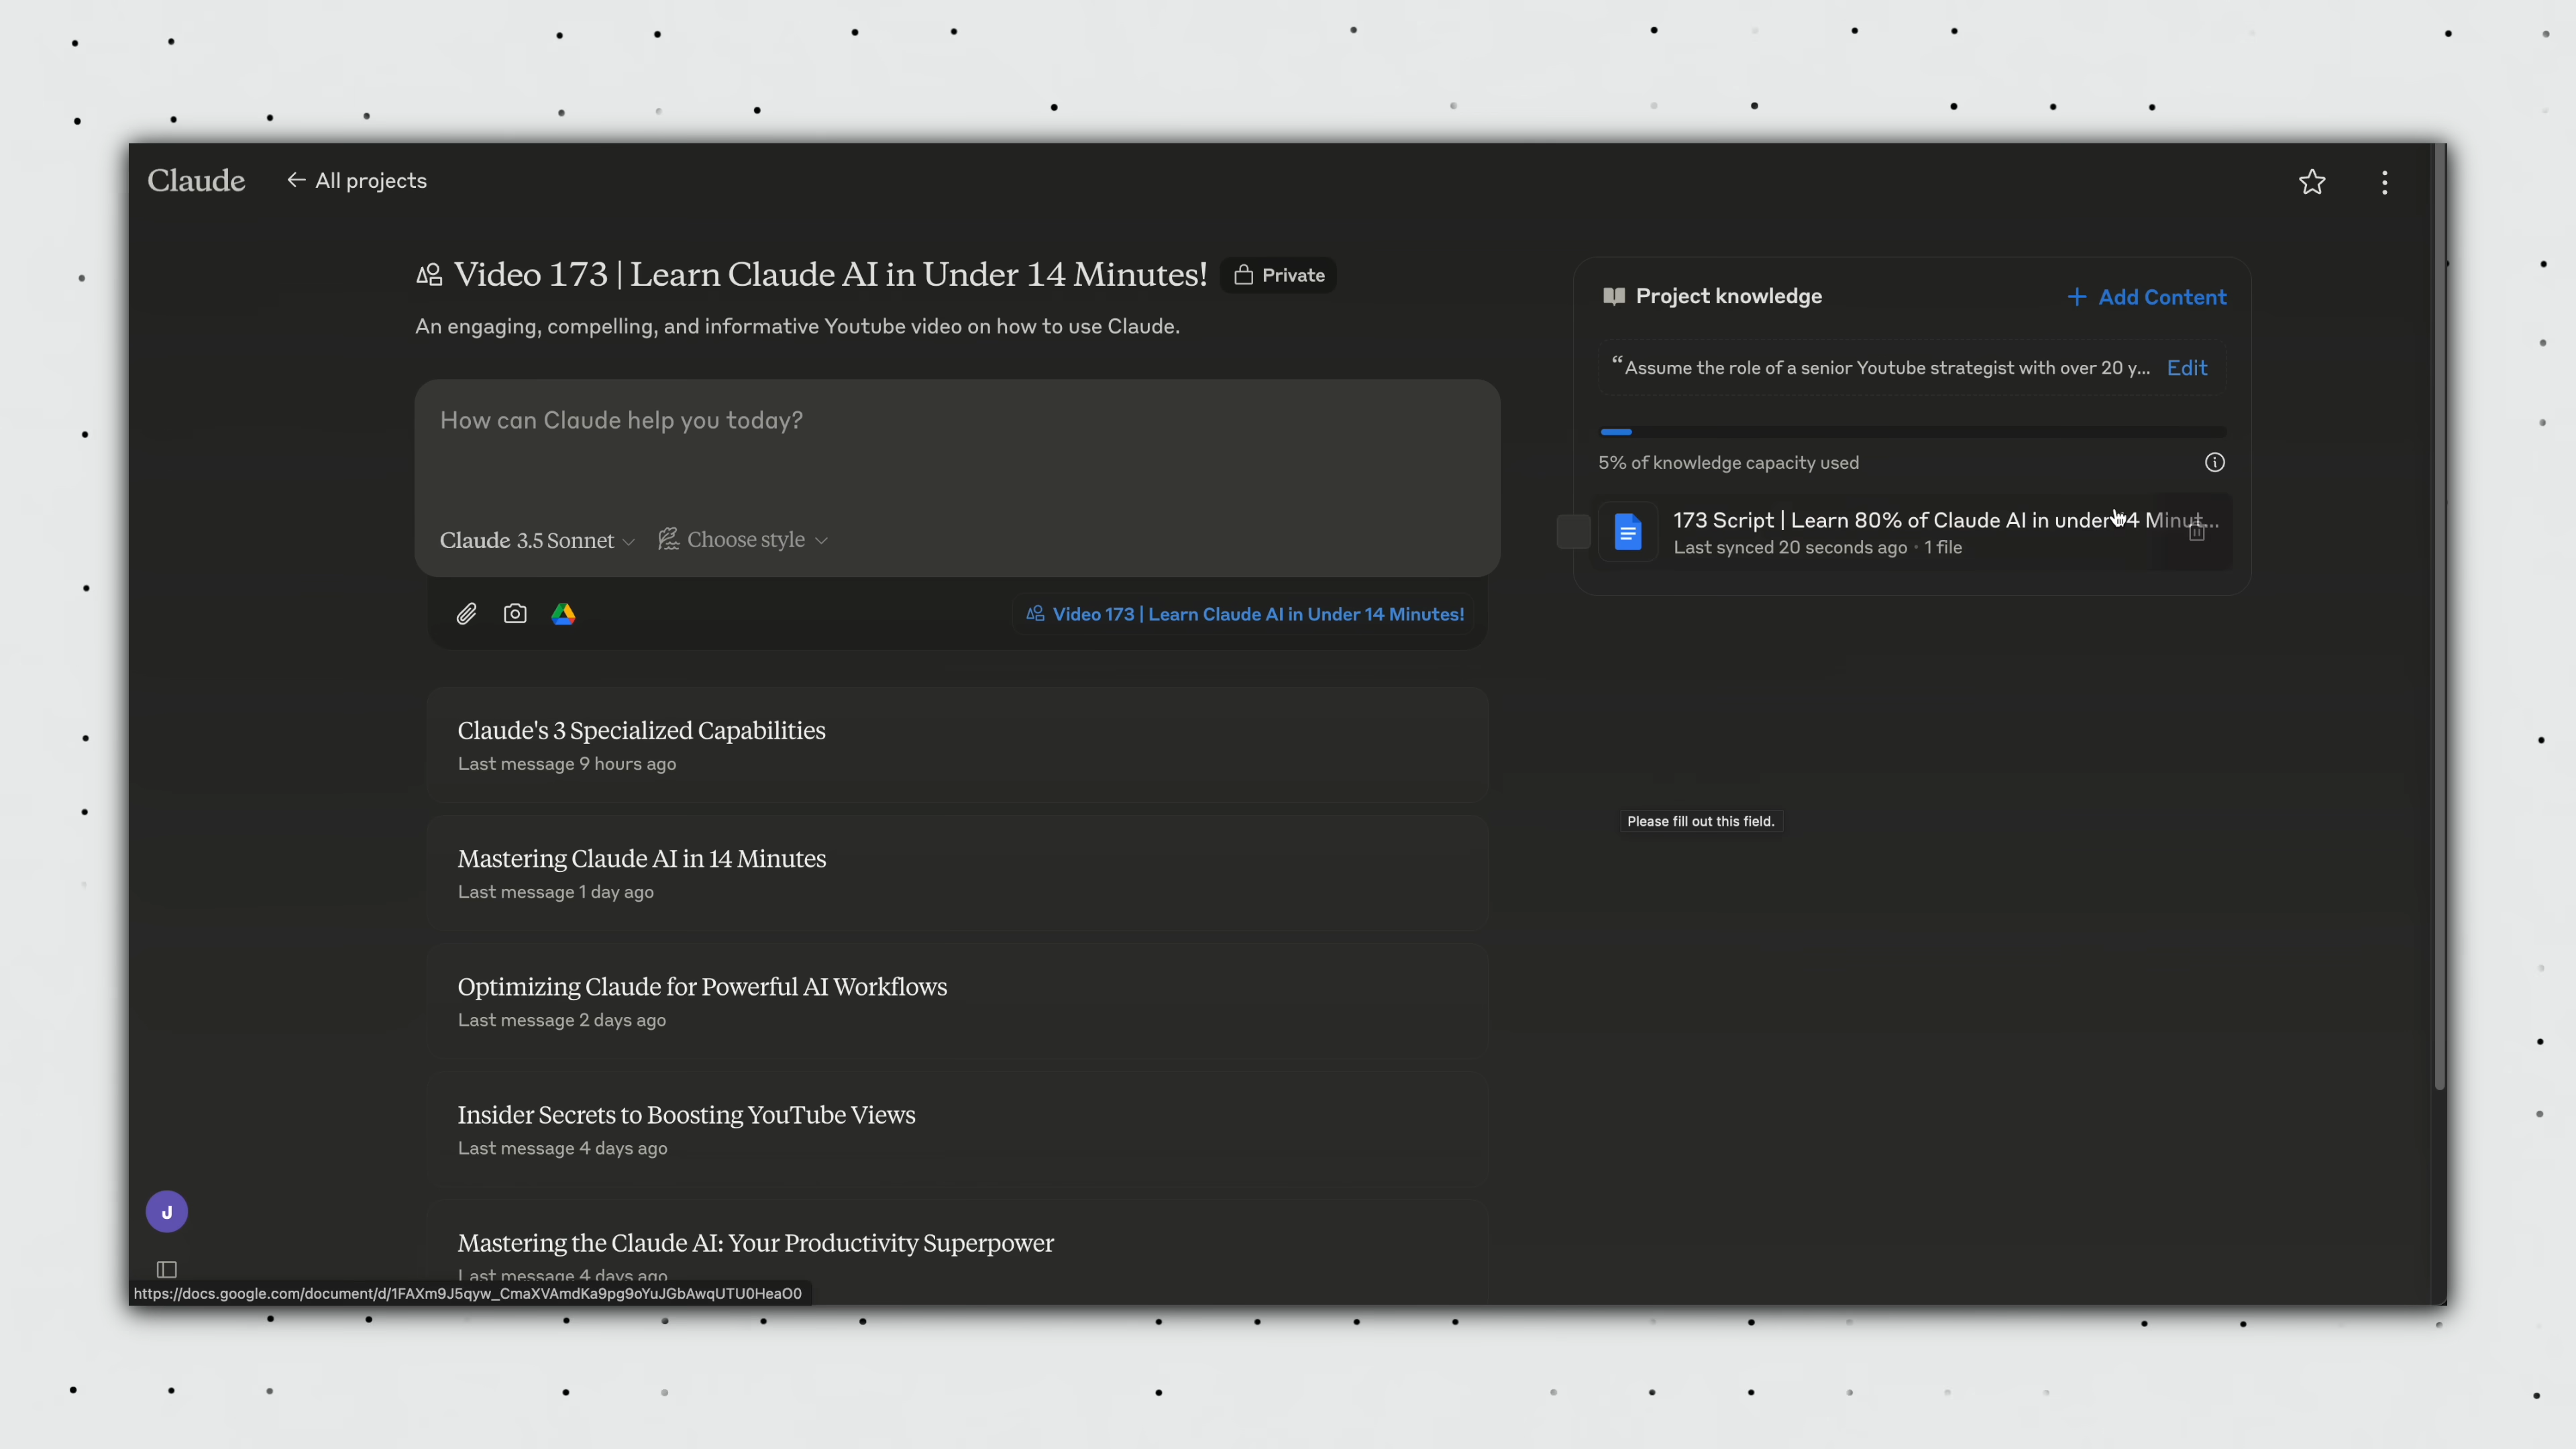 Claude
All projects
Video 173 | Learn Claude AI in Under 14 Minutes!
Private
An engaging, compelling, and informative Youtube video on how to use Claude.
How can Claude help you today?
Claude 3.5 Sonnet
Choose style
Video 173 | Learn Claude AI in Under 14 Minutes!
Claude's 3 Specialized Capabilities
Last message 9 hours ago
Mastering Claude AI in 14 Minutes
Last message 1 day ago
Optimizing Claude for Powerful AI Workflows
Last message 2 days ago
Insider Secrets to Boosting YouTube Views
Last message 4 days ago
Mastering the Claude AI: Your Productivity Superpower
Last message 4 days ago
Project knowledge
+ Add Content
“Assume the role of a senior Youtube strategist with over 20 y...
Edit
5% of knowledge capacity used
173 Script | Learn 80% of Claude AI in under 14 Minut...
Last synced 20 seconds ago · 1 file
Please fill out this field.
J
https://docs.google.com/document/d/1FAXm9J5qyw_CmaXVAmdKa9pg9oYuJGbAwqUTU0HeaO0